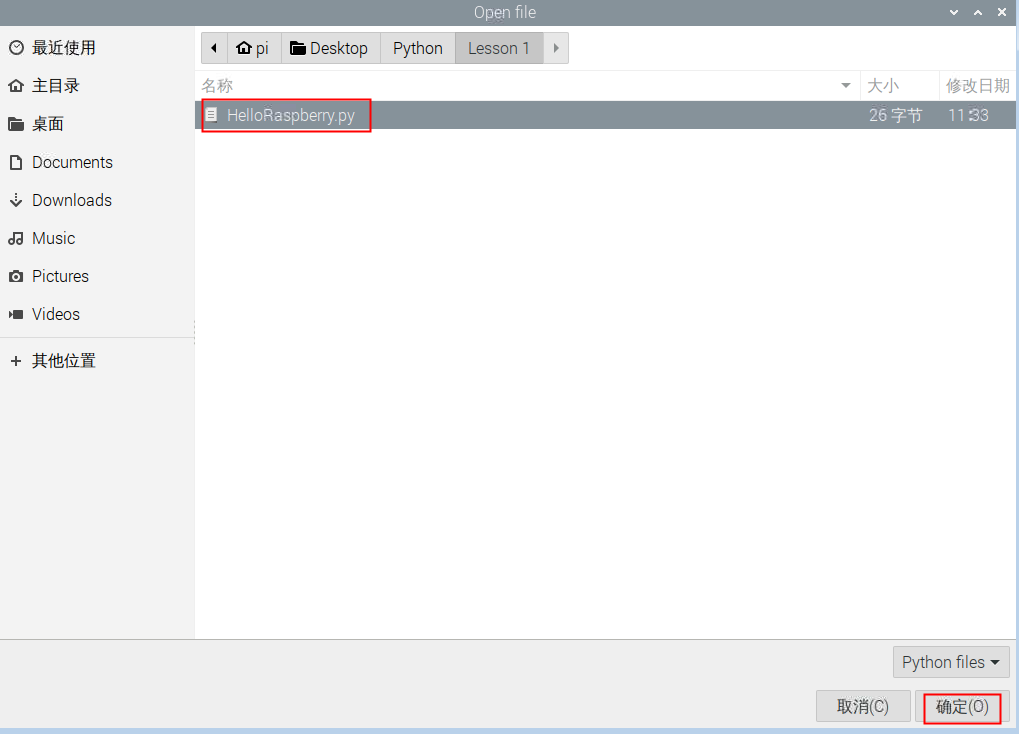 Open file
最近使用
主目录
桌面
Documents
Downloads
Music
Pictures
Videos
其他位置
pi Desktop Python Lesson 1
名称 大小 修改日期
HelloRaspberry.py 26 字节 11:33
Python files
取消(C) 确定(O)